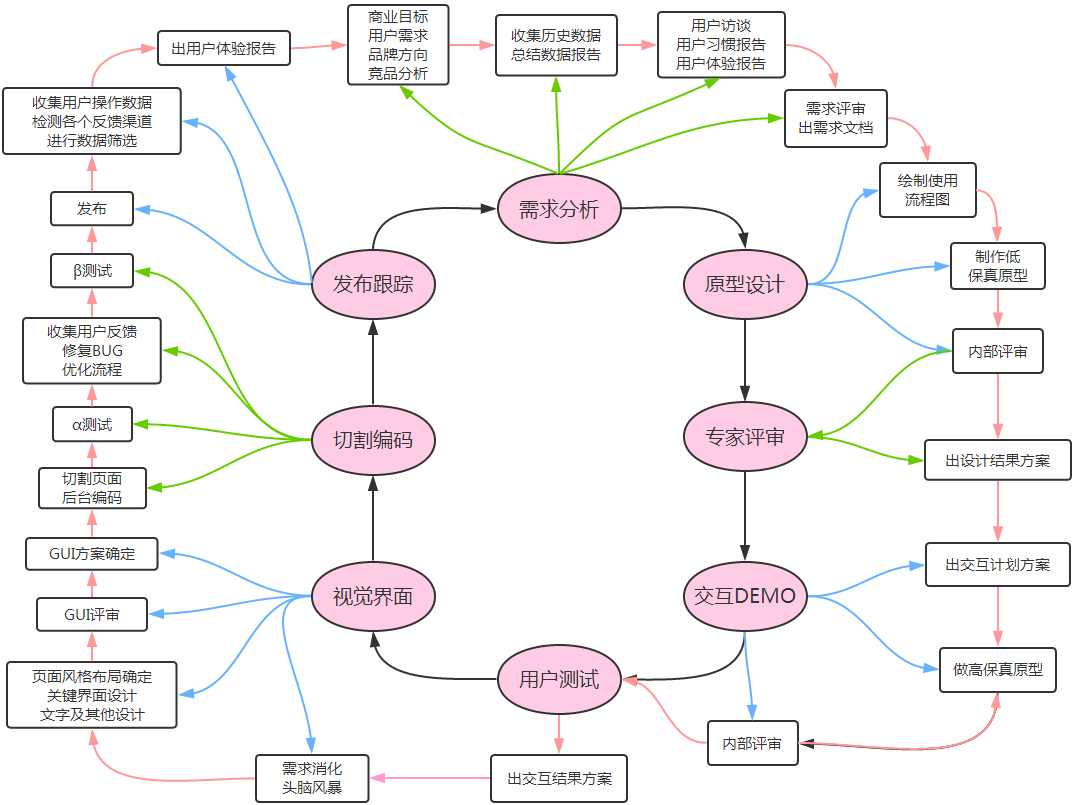 商业目标
用户需求
品牌方向
竞品分析
收集历史数据
总结数据报告
用户访谈
用户习惯报告
用户体验报告
出用户体验报告
收集用户操作数据
检测各个反馈渠道
进行数据筛选
需求评审
出需求文档
绘制使用
流程图
需求分析
发布
制作低
保真原型
β测试
发布跟踪
原型设计
收集用户反馈
修复BUG
优化流程
内部评审
α测试
切割编码
专家评审
出设计结果方案
切割页面
后台编码
GUI方案确定
出交互计划方案
视觉界面
交互DEMO
GUI评审
页面风格布局确定
关键界面设计
文字及其他设计
用户测试
做高保真原型
内部评审
需求消化
头脑风暴
出交互结果方案